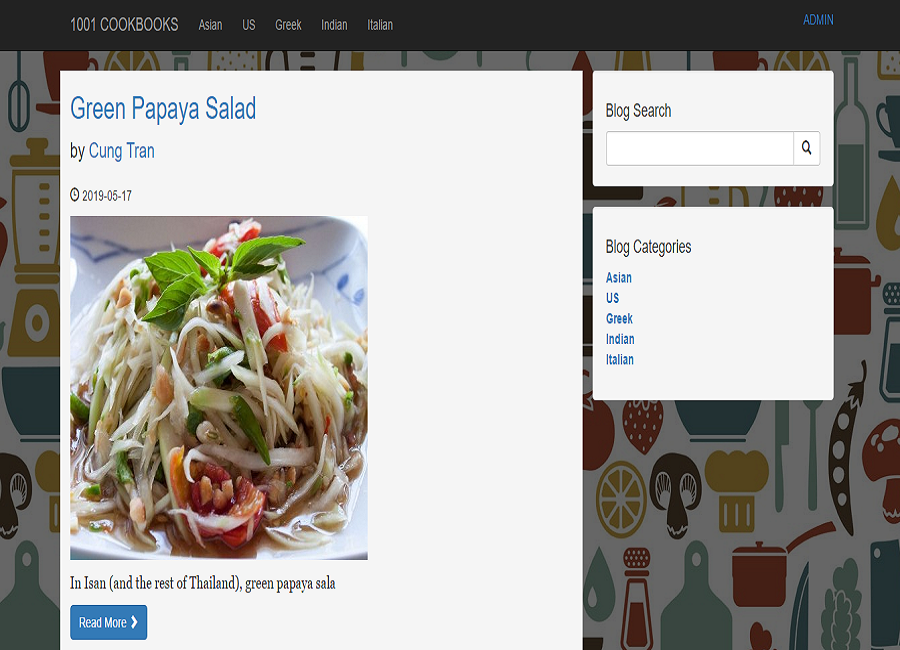 1001 COOKBOOKS Asian US Greek Indian Italian ADMIN
Green Papaya Salad
by Cung Tran
2019-05-17
In Isan (and the rest of Thailand), green papaya sala
Read More
Blog Search
Blog Categories
Asian
US
Greek
Indian
Italian